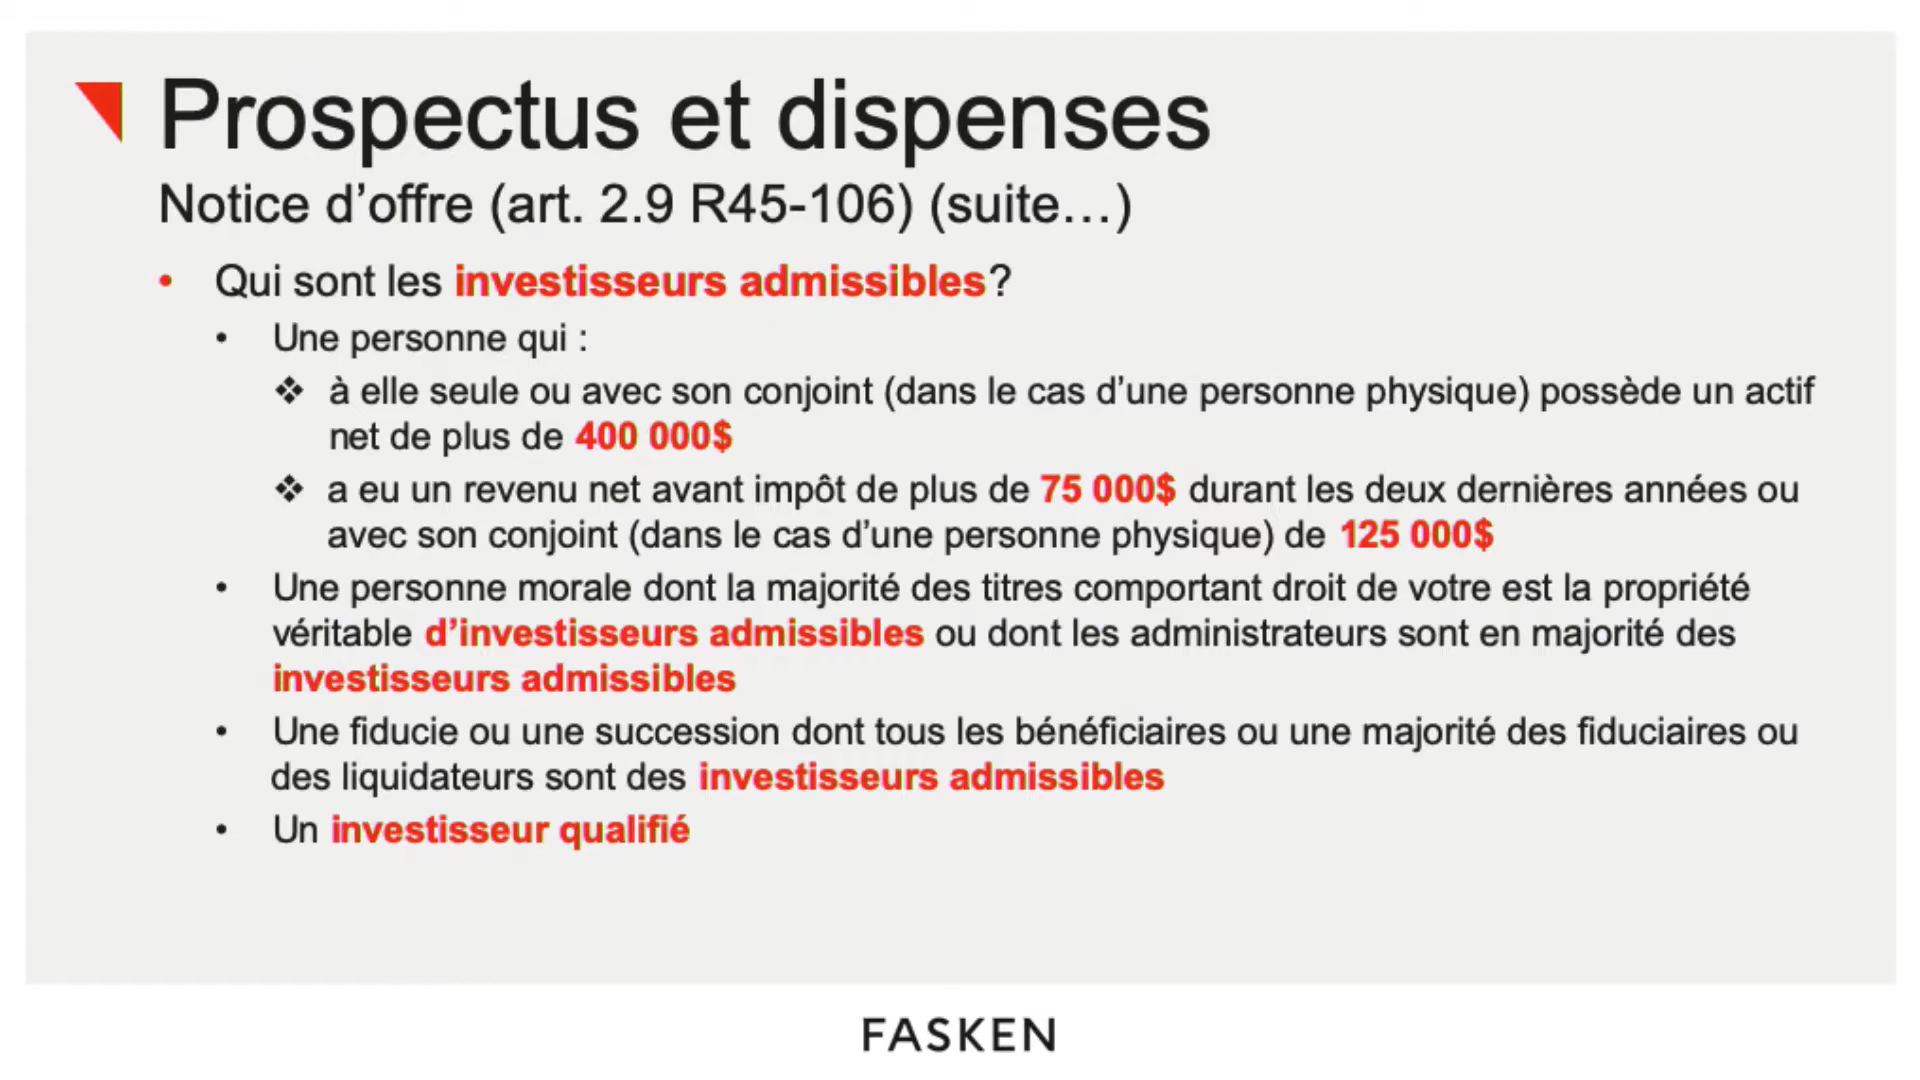 Prospectus et dispenses
Notice d’offre (art. 2.9 R45-106) (suite…)
• Qui sont les investisseurs admissibles?
• Une personne qui :
❖ à elle seule ou avec son conjoint (dans le cas d’une personne physique) possède un actif
net de plus de 400 000$
❖ a eu un revenu net avant impôt de plus de 75 000$ durant les deux dernières années ou
avec son conjoint (dans le cas d’une personne physique) de 125 000$
• Une personne morale dont la majorité des titres comportant droit de votre est la propriété
véritable d’investisseurs admissibles ou dont les administrateurs sont en majorité des
investisseurs admissibles
• Une fiducie ou une succession dont tous les bénéficiaires ou une majorité des fiduciaires ou
des liquidateurs sont des investisseurs admissibles
• Un investisseur qualifié
FASKEN